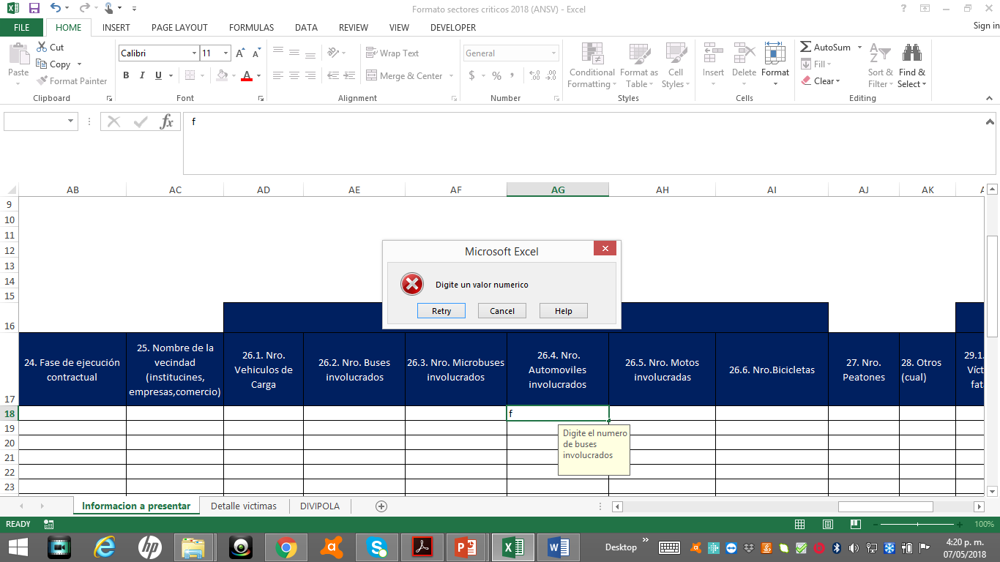 Formato sectores criticos 2018 (ANSV) - Excel
FILE HOME INSERT PAGE LAYOUT FORMULAS DATA REVIEW VIEW DEVELOPER Sign in
Paste
Cut
Copy
Format Painter
Clipboard
Calibri 11
B I U
Font
Wrap Text
Merge & Center
Alignment
General
$ %
Number
Conditional Formatting
Format as Table
Cell Styles
Styles
Insert
Delete
Format
Cells
AutoSum
Fill
Clear
Sort & Filter
Find & Select
Editing
fx f
AB AC AD AE AF AG AH AI AJ AK
9
10
11
12
13
14
15
16
17
18
19
20
21
22
23
Microsoft Excel
Digite un valor numerico
Retry Cancel Help
24. Fase de ejecución
contractual
25. Nombre de la
vecindad
(institucines,
empresas,comercio)
26.1. Nro.
Vehiculos de
Carga
26.2. Nro. Buses
involucrados
26.3. Nro. Microbuses
involucrados
26.4. Nro.
Automoviles
involucrados
26.5. Nro. Motos
involucradas
26.6. Nro.Bicicletas
27. Nro.
Peatones
28. Otros
(cual)
29.1.
Víct
fat
f
Digite el numero
de buses
involucrados
Informacion a presentar Detalle victimas DIVIPOLA
READY 100%
Desktop
4:20 p. m.
07/05/2018